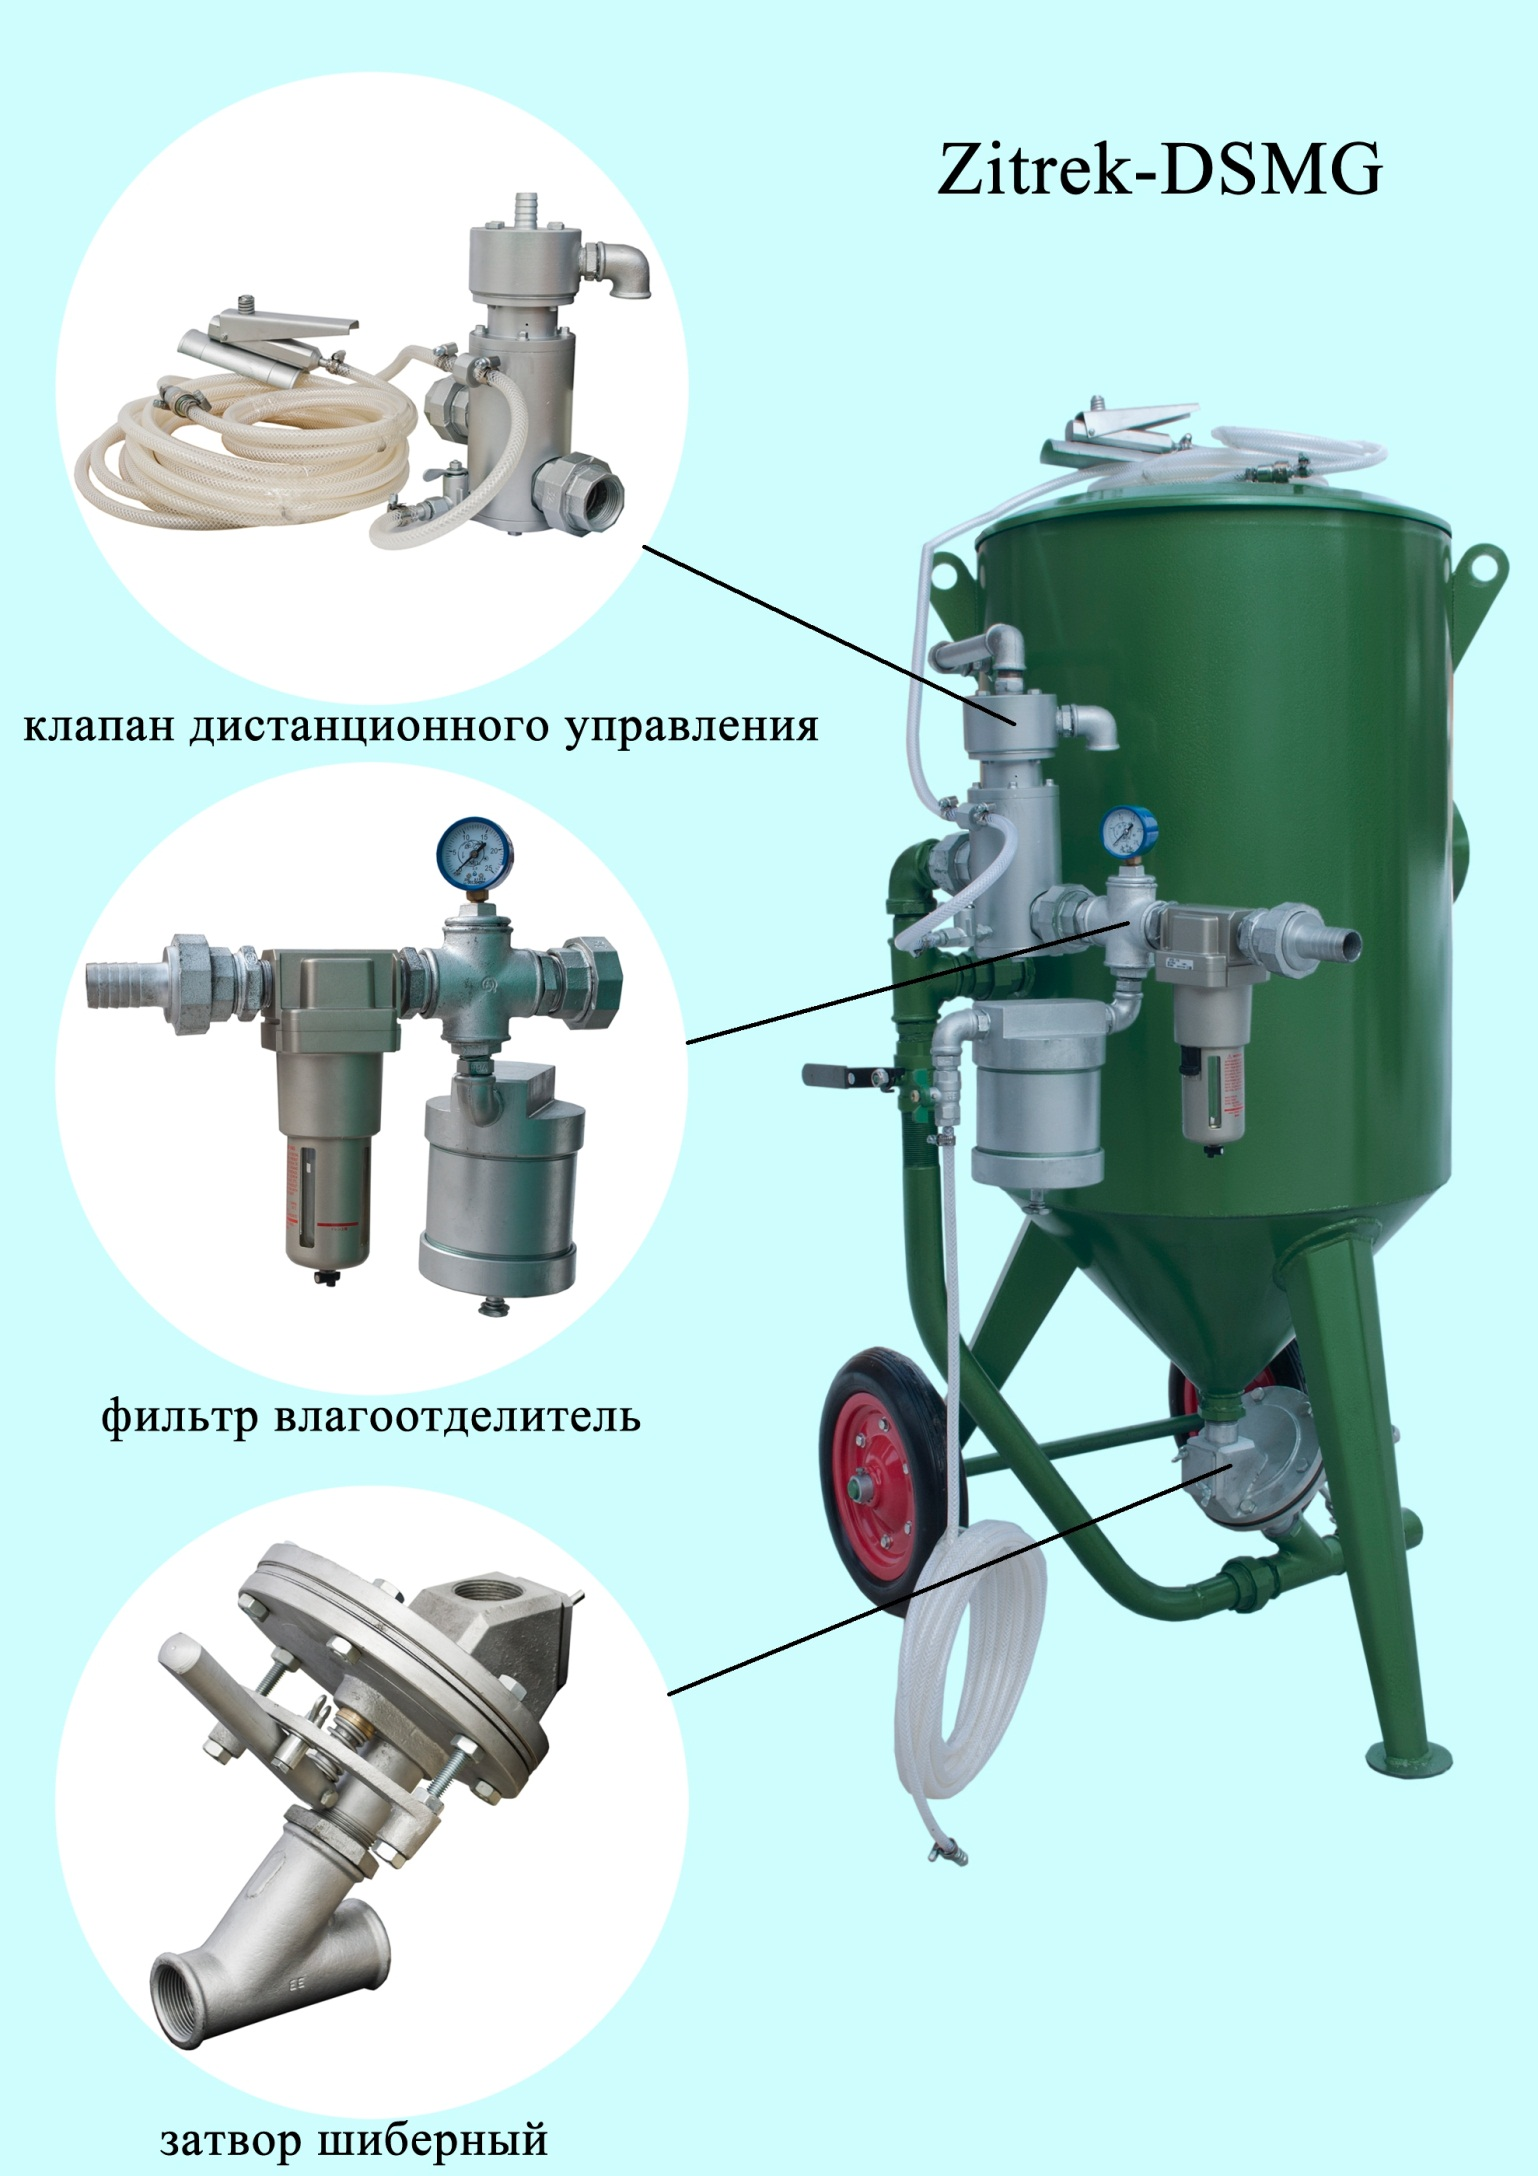 Zitrek-DSMG
клапан дистанционного управления
фильтр влагоотделитель
затвор шиберный